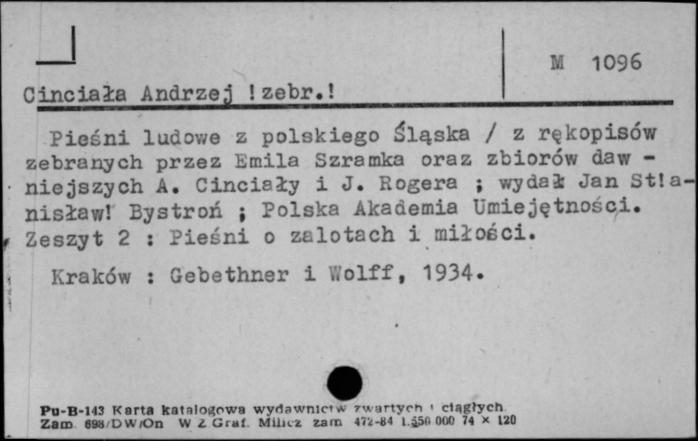 M 1096
Cinciała Andrzej !zebr.!
Pieśni ludowe z polskiego Śląska / z rękopisów
zebranych przez Emila Szramka oraz zbiorów daw -
niejszych A. Cinciały i J. Rogera ; wydał Jan St!a-
nisław! Bystroń ; Polska Akademia Umiejętności.
Zeszyt 2 : Pieśni o zalotach i miłości.
Kraków : Gebethner i Wolff, 1934.
Pu-B-143 Karta katalogowa wydawnictw zwartych i ciągłych.
Zam. 698/DW/On W Z Graf. Milicz zam 472-84 1.550 000 74 × 120